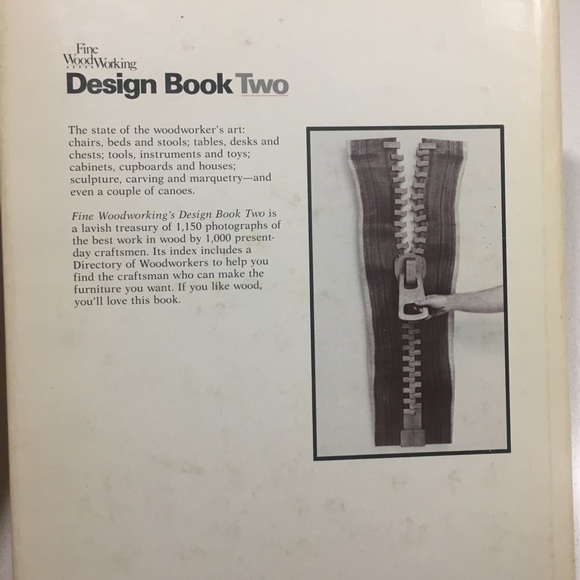 Fine
WoodWorking
Design Book Two
The state of the woodworker's art:
chairs, beds and stools; tables, desks and
chests; tools, instruments and toys;
cabinets, cupboards and houses;
sculpture, carving and marquetry—and
even a couple of canoes.
Fine Woodworking's Design Book Two is
a lavish treasury of 1,150 photographs of
the best work in wood by 1,000 present-
day craftsmen. Its index includes a
Directory of Woodworkers to help you
find the craftsman who can make the
furniture you want. If you like wood,
you'll love this book.